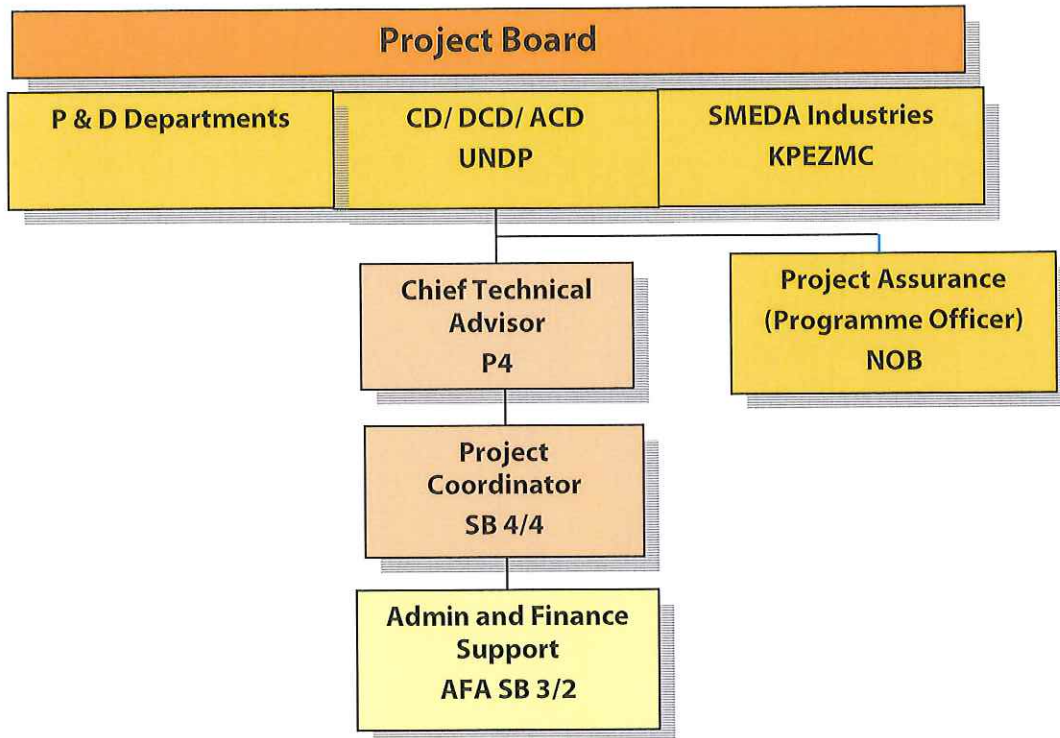 Project Board
P & D Departments
CD/ DCD/ ACD
UNDP
SMEDA Industries
KPEZMC
Chief Technical
Advisor
P4
Project Assurance
(Programme Officer)
NOB
Project
Coordinator
SB 4/4
Admin and Finance
Support
AFA SB 3/2